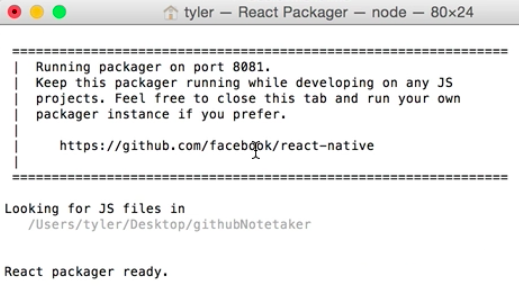 tyler — React Packager — node — 80×24
===============================================================
| Running packager on port 8081.
| Keep this packager running while developing on any JS
| projects. Feel free to close this tab and run your own
| packager instance if you prefer.
|
| https://github.com/facebook/react-native
|
===============================================================
Looking for JS files in
/Users/tyler/Desktop/githubNotetaker
React packager ready.